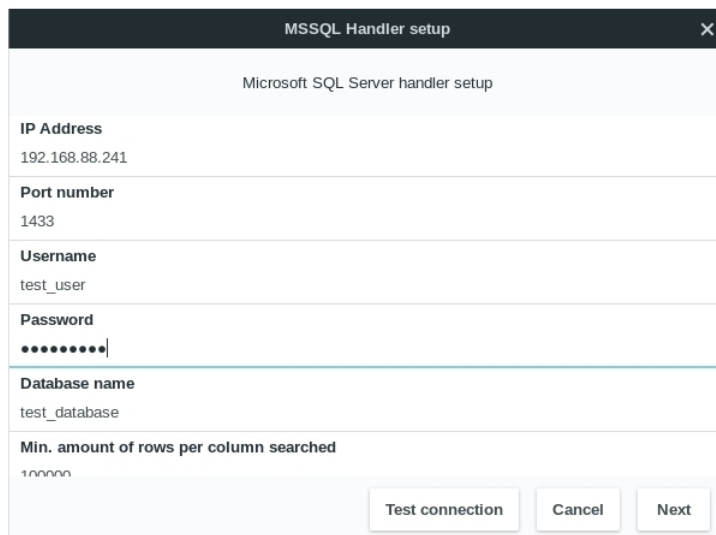 MSSQL Handler setup
Microsoft SQL Server handler setup
IP Address
192.168.88.241
Port number
1433
Username
test_user
Password
•••••••••
Database name
test_database
Min. amount of rows per column searched
100000
Test connection Cancel Next